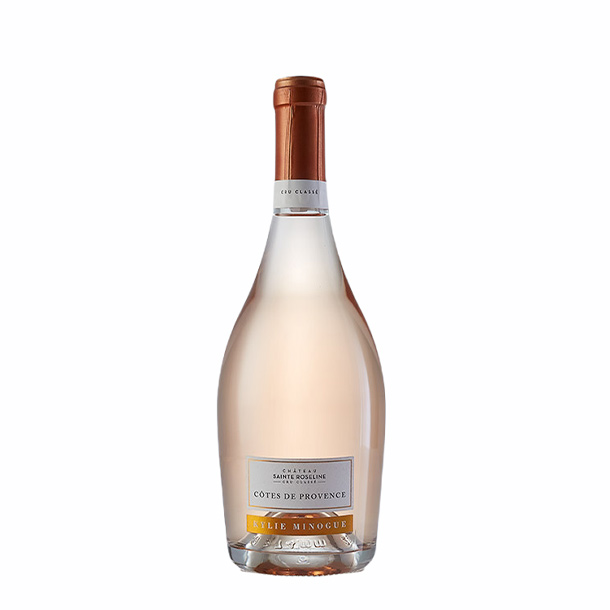 CRU CLASSÉ
CHÂTEAU
SAINTE ROSELINE
CRU CLASSÉ
CÔTES DE PROVENCE
KYLIE MINOGUE